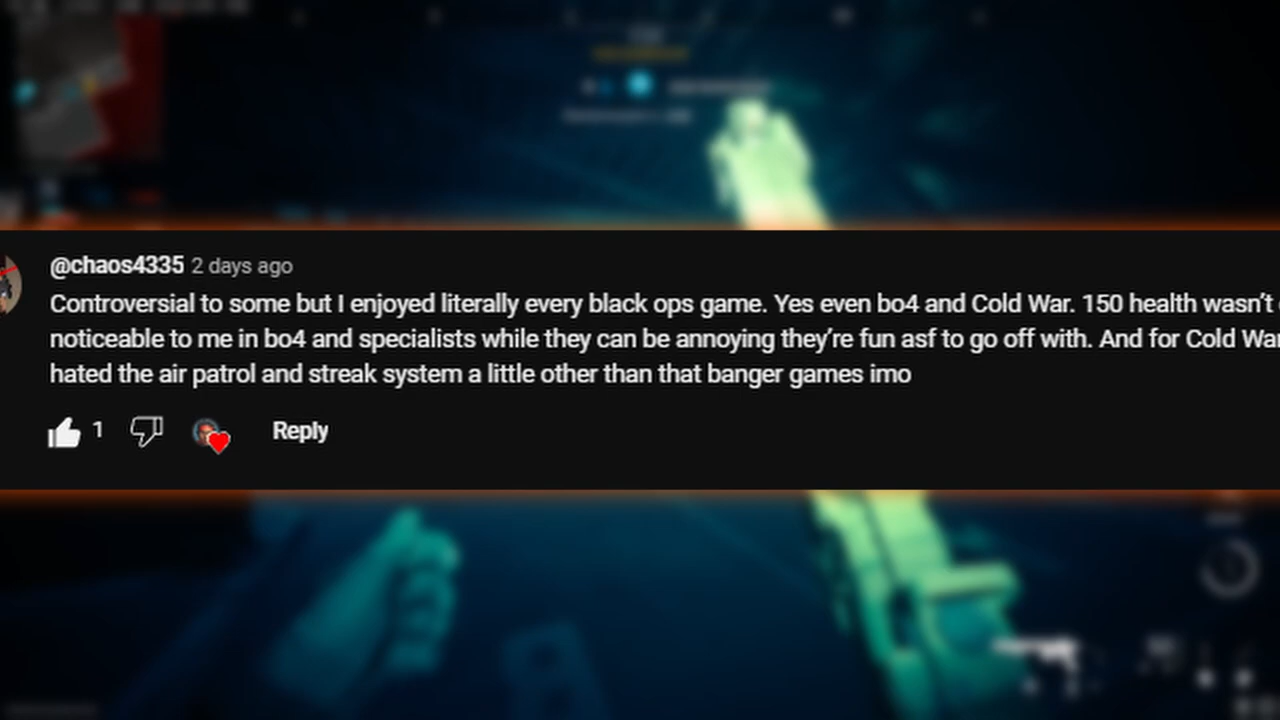 @chaos4335 2 days ago
Controversial to some but I enjoyed literally every black ops game. Yes even bo4 and Cold War. 150 health wasn't
noticeable to me in bo4 and specialists while they can be annoying they're fun asf to go off with. And for Cold War
hated the air patrol and streak system a little other than that banger games imo
1 Reply